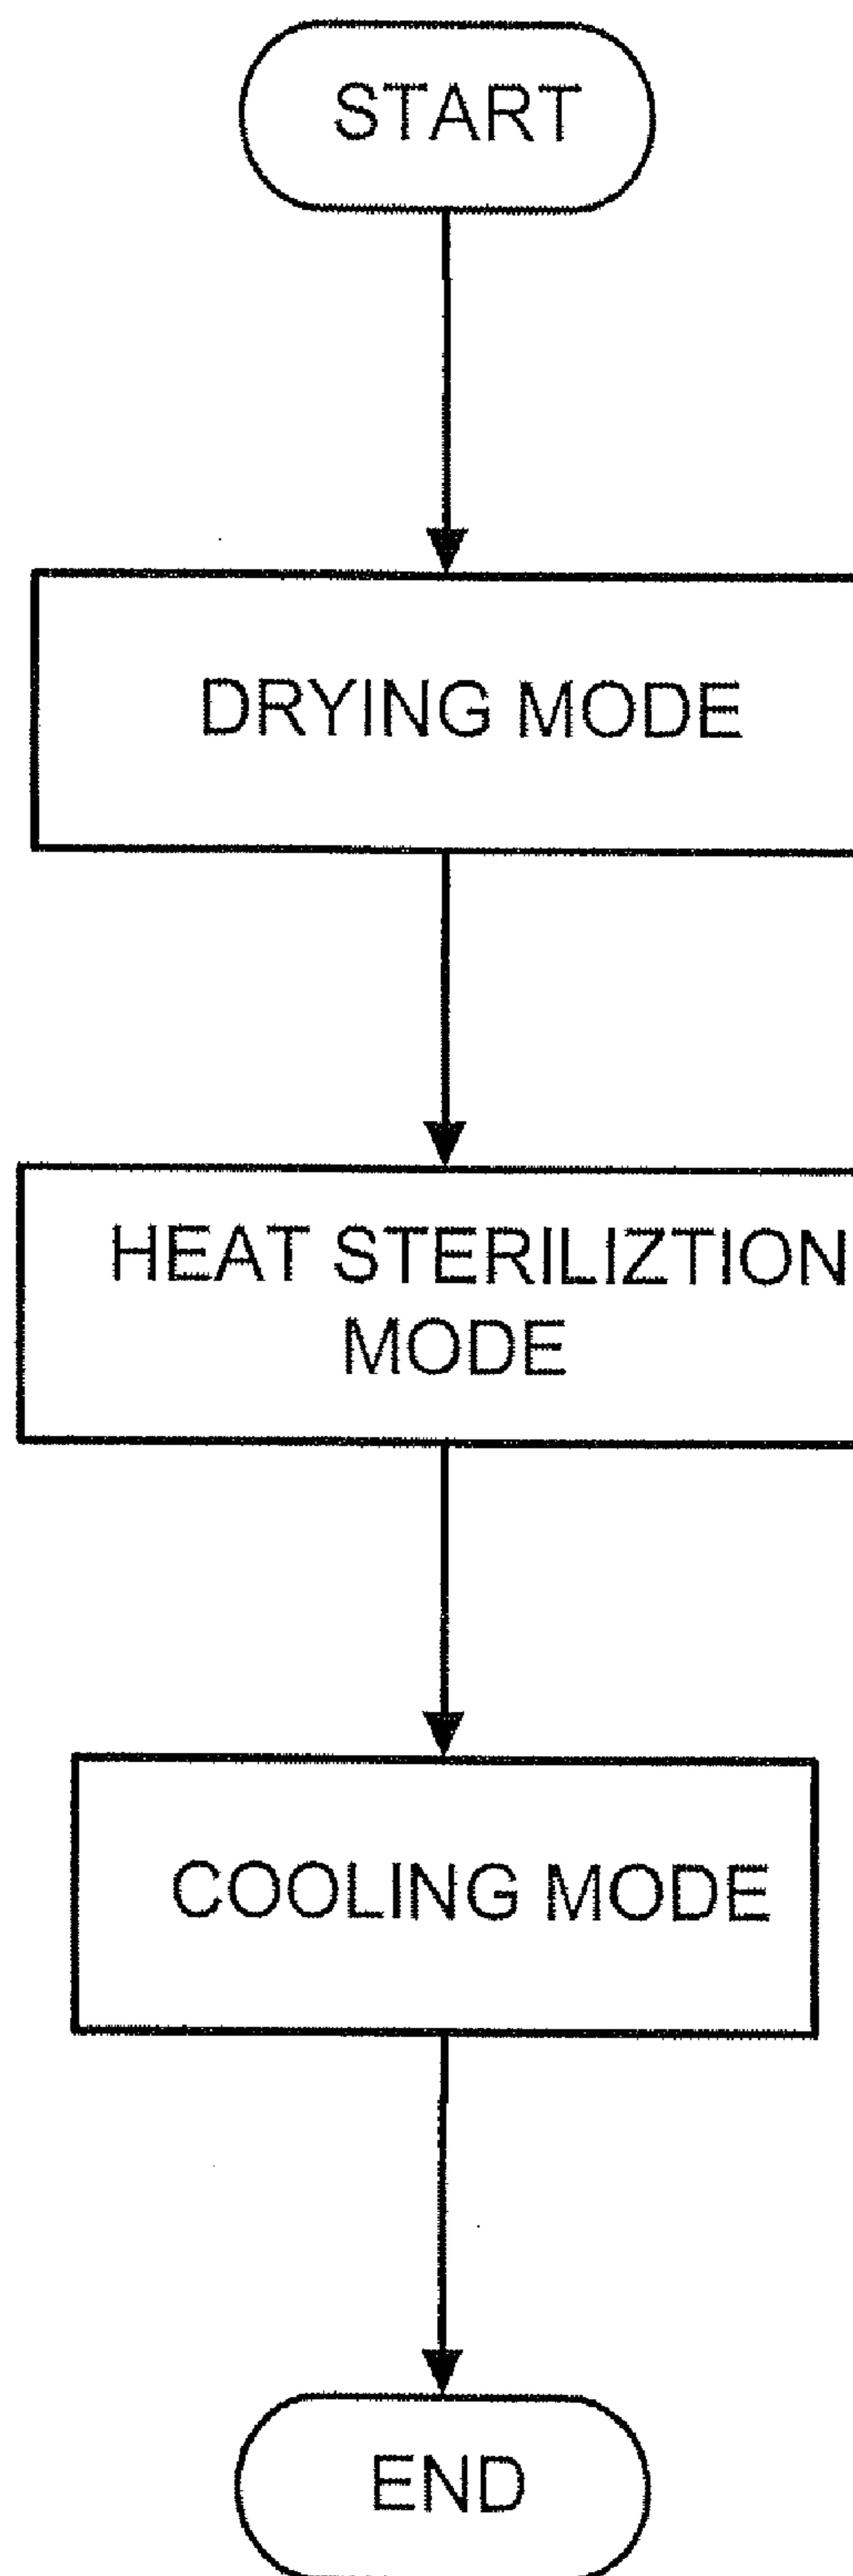 START
DRYING MODE
HEAT STERILIZTION
MODE
COOLING MODE
END